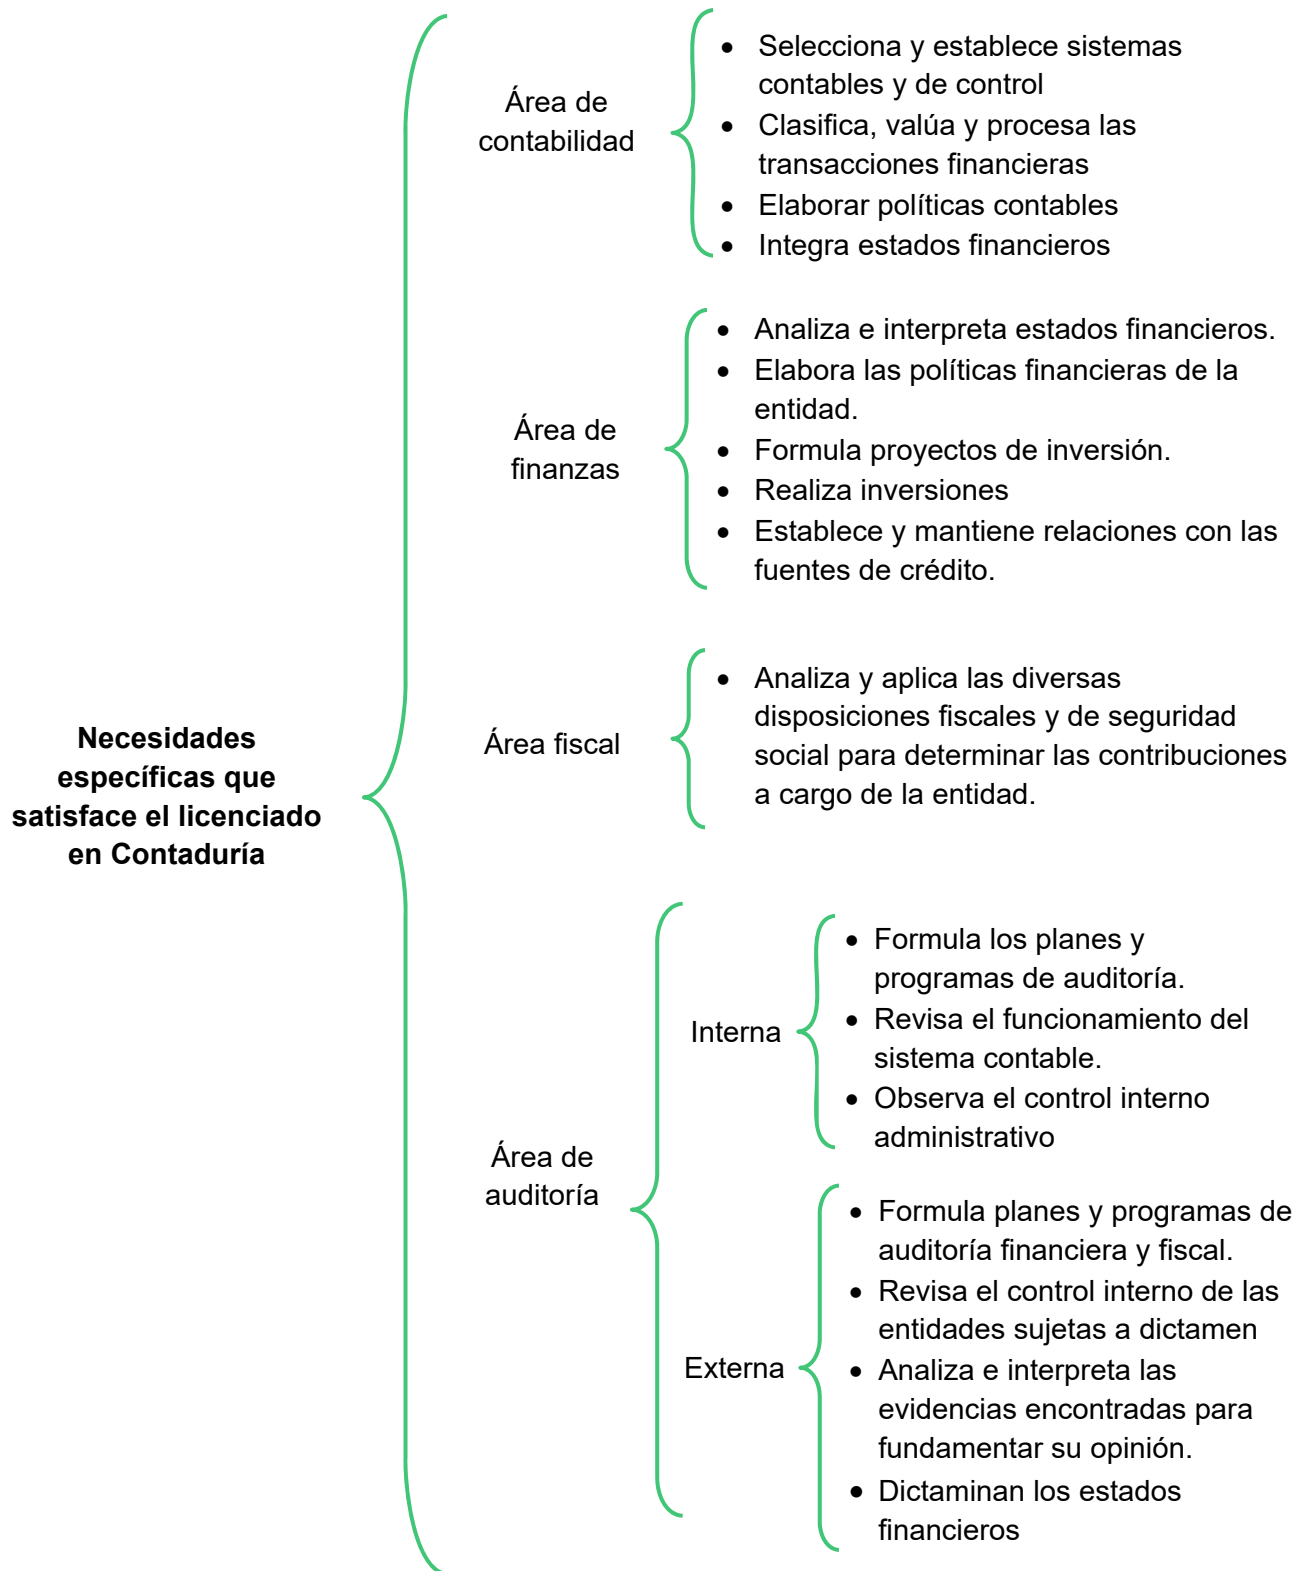 Necesidades
específicas que
satisface el licenciado
en Contaduría
Área de
contabilidad
• Selecciona y establece sistemas
contables y de control
• Clasifica, valúa y procesa las
transacciones financieras
• Elaborar políticas contables
• Integra estados financieros
Área de
finanzas
• Analiza e interpreta estados financieros.
• Elabora las políticas financieras de la
entidad.
• Formula proyectos de inversión.
• Realiza inversiones
• Establece y mantiene relaciones con las
fuentes de crédito.
Área fiscal
• Analiza y aplica las diversas
disposiciones fiscales y de seguridad
social para determinar las contribuciones
a cargo de la entidad.
Área de
auditoría
Interna
• Formula los planes y
programas de auditoría.
• Revisa el funcionamiento del
sistema contable.
• Observa el control interno
administrativo
Externa
• Formula planes y programas de
auditoría financiera y fiscal.
• Revisa el control interno de las
entidades sujetas a dictamen
• Analiza e interpreta las
evidencias encontradas para
fundamentar su opinión.
• Dictaminan los estados
financieros